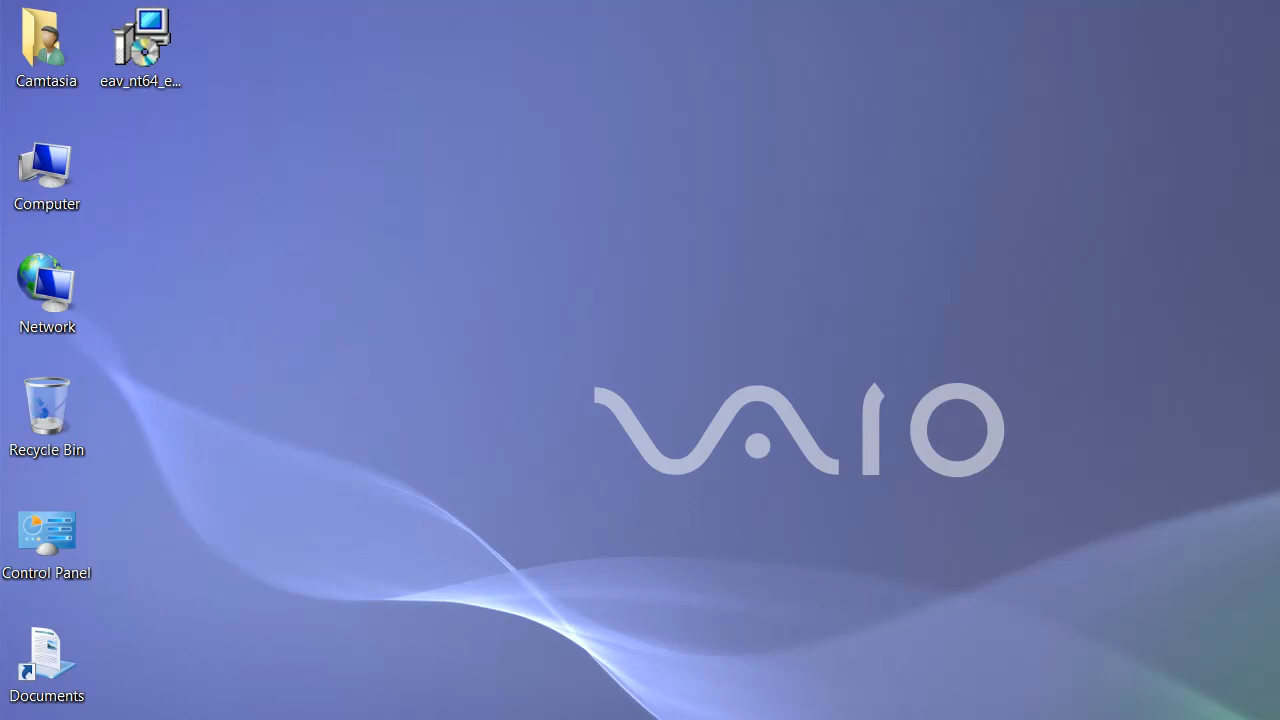 Camtasia
eav_nt64_e...
Computer
Network
Recycle Bin
Control Panel
Documents
VAIO